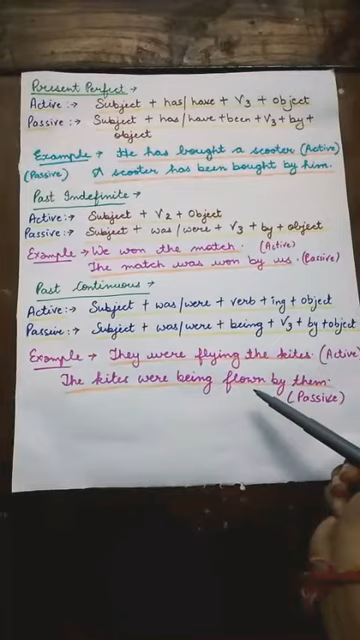 Present Perfect →
Active :→ Subject + has/have + V3 + object
Passive :→ Subject + has/have + been + V3 + by +
object
Example → He has bought a scooter (Active)
(Passive) A scooter has been bought by him.
Past Indefinite →
Active :→ Subject + V2 + Object
Passive :→ Subject + was/were + V3 + by + object
Example → We won the match. (Active)
The match was won by us. (Passive)
Past Continuous →
Active :→ Subject + was/were + verb + ing + object
Passive :→ Subject + was/were + being + V3 + by + object
Example → They were flying the kites. (Active)
The kites were being flown by them.
(Passive)